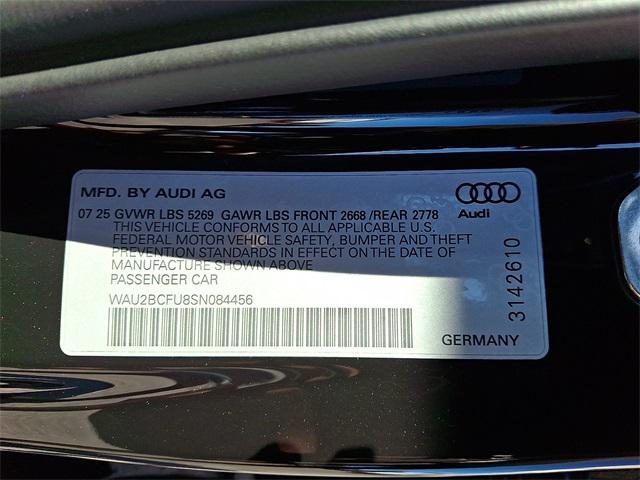 MFD. BY AUDI AG
Audi
07 25 GVWR LBS 5269 GAWR LBS FRONT 2668 /REAR 2778
THIS VEHICLE CONFORMS TO ALL APPLICABLE U.S.
FEDERAL MOTOR VEHICLE SAFETY, BUMPER AND THEFT
PREVENTION STANDARDS IN EFFECT ON THE DATE OF
MANUFACTURE SHOWN ABOVE
PASSENGER CAR
WAU2BCFU8SN084456
3142610
GERMANY